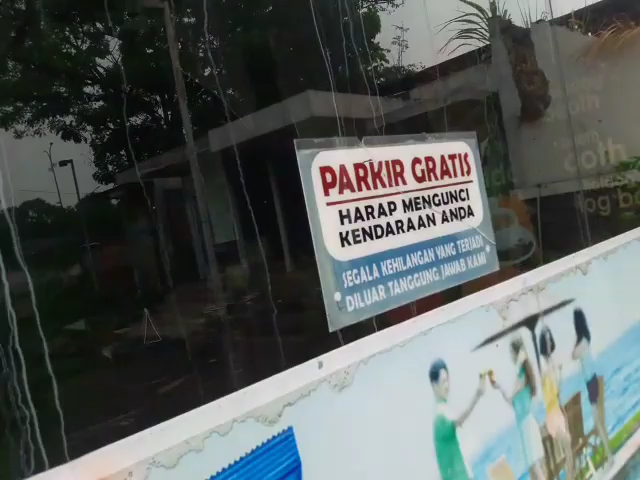 PARKIR GRATIS
HARAP MENGUNCI
KENDARAAN ANDA
SEGALA KEHILANGAN YANG TERJADI
DILUAR TANGGUNG JAWAB KAMI